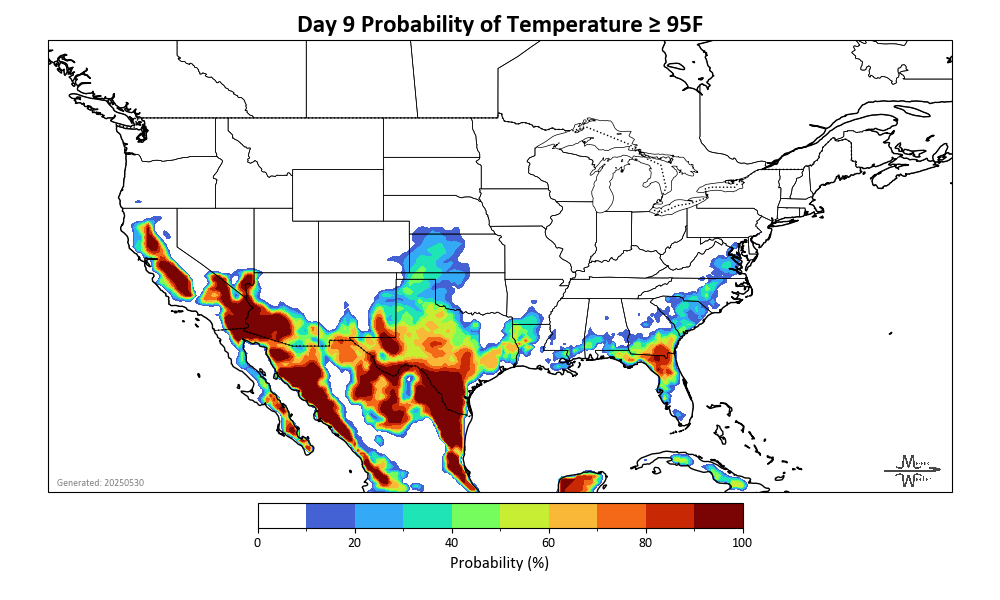 Day 9 Probability of Temperature ≥ 95F
Generated: 20250530
0 20 40 60 80 100
Probability (%)